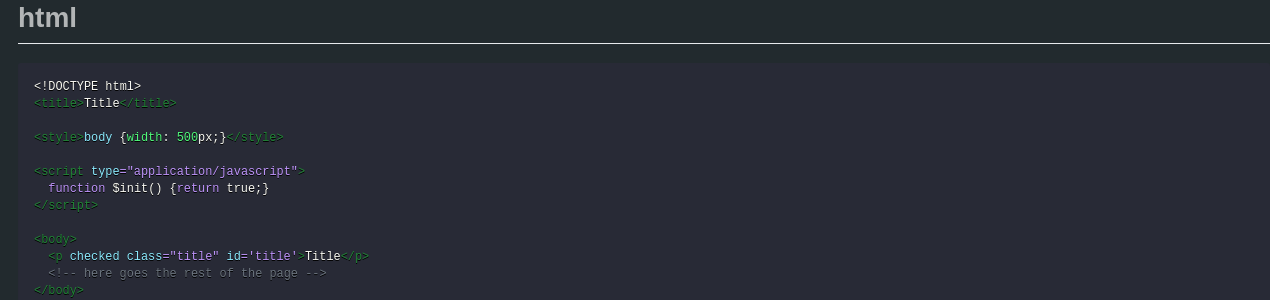 html
<!DOCTYPE html>
<title>Title</title>
<style>body {width: 500px;}</style>
<script type="application/javascript">
  function $init() {return true;}
</script>
<body>
  <p checked class="title" id='title'>Title</p>
  <!-- here goes the rest of the page -->
</body>